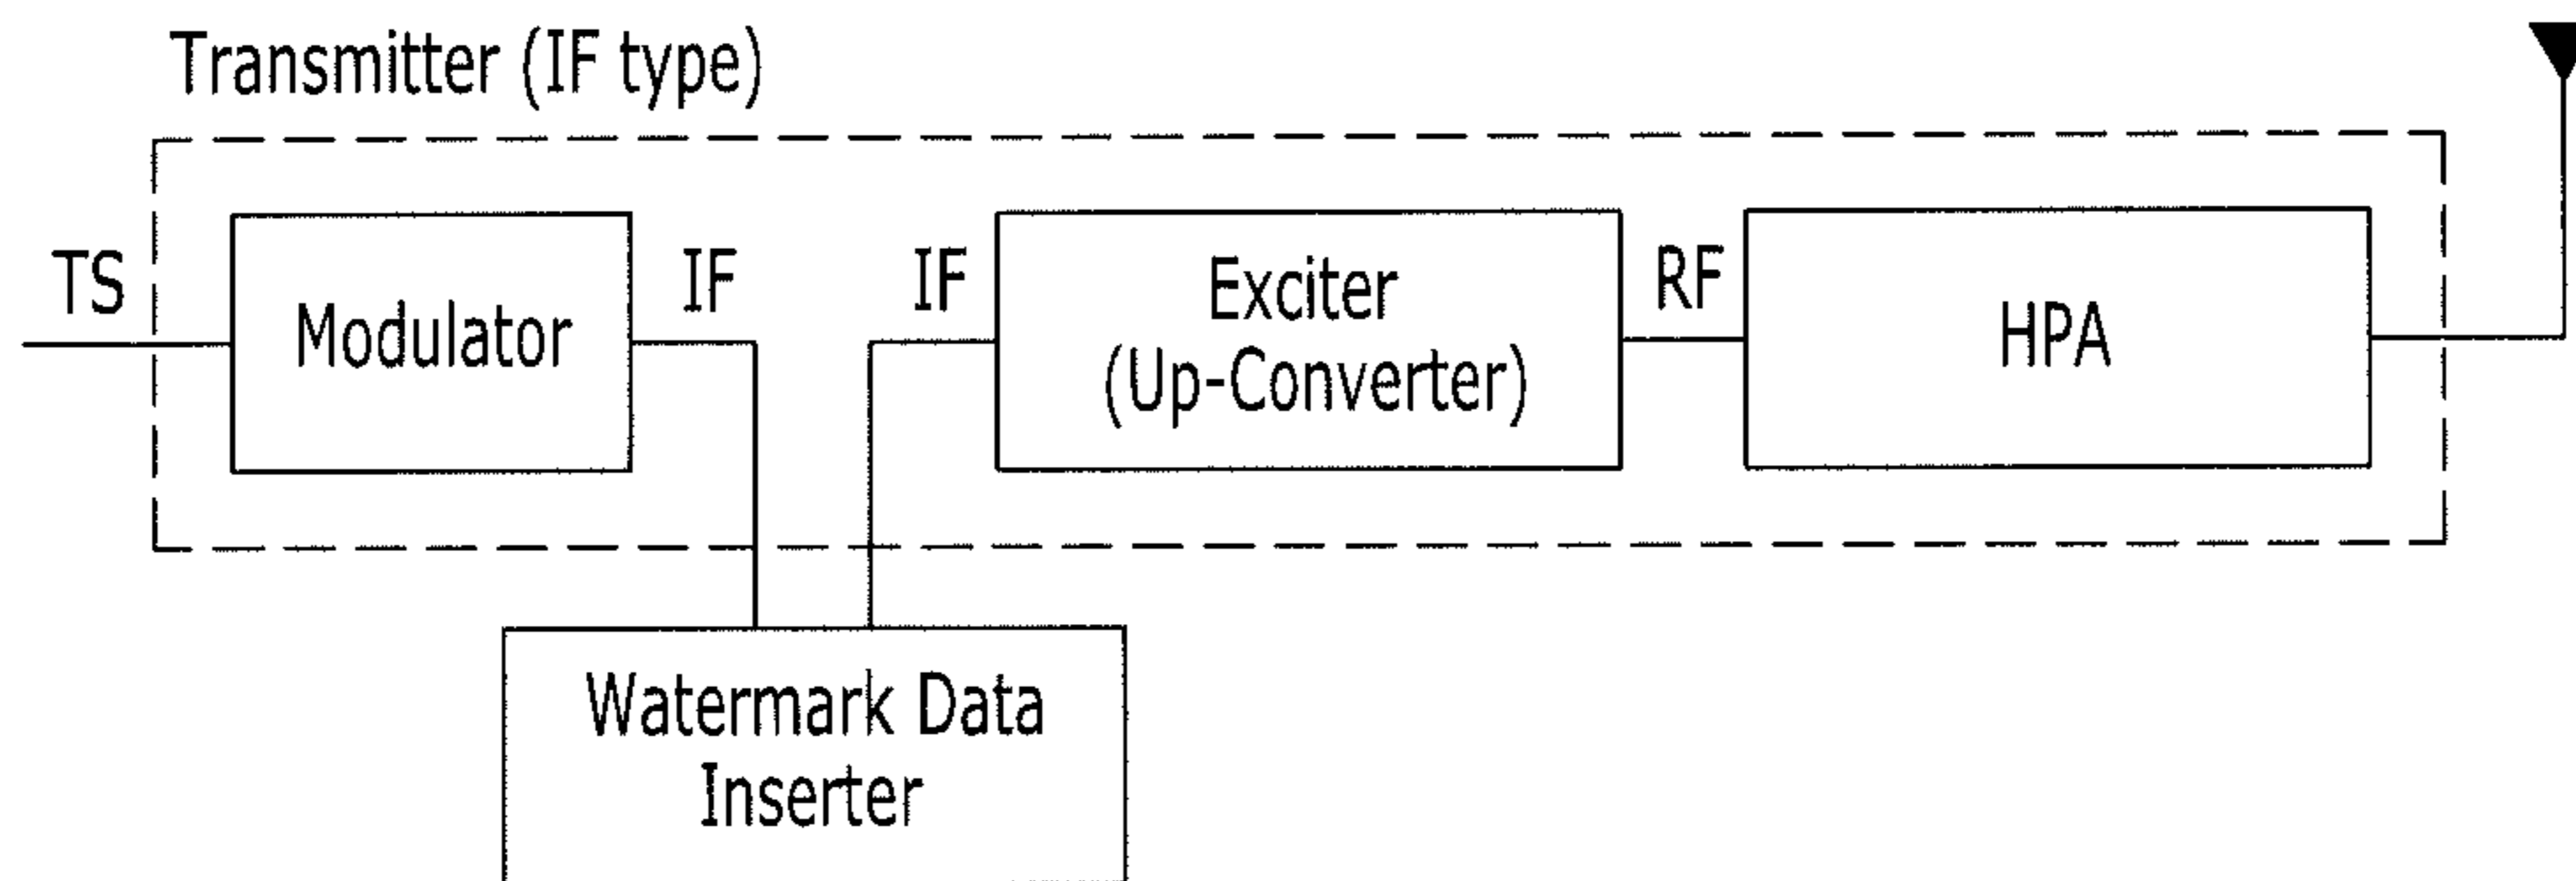 Transmitter (IF type)
TS
Modulator
IF
IF
Exciter
(Up-Converter)
RF
HPA
Watermark Data
Inserter